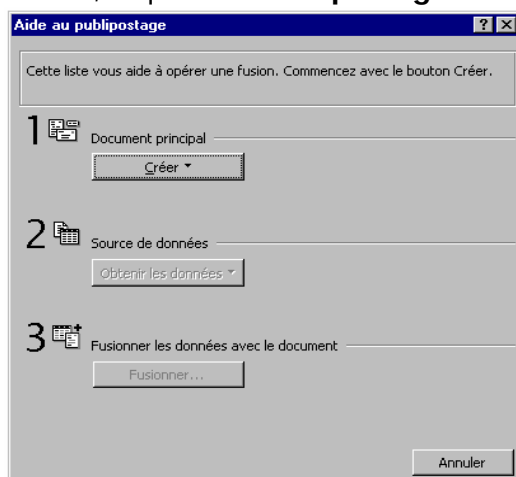 Aide au publipostage
Cette liste vous aide à opérer une fusion. Commencez avec le bouton Créer.
1
Document principal
Créer
2
Source de données
Obtenir les données
3
Fusionner les données avec le document
Fusionner...
Annuler